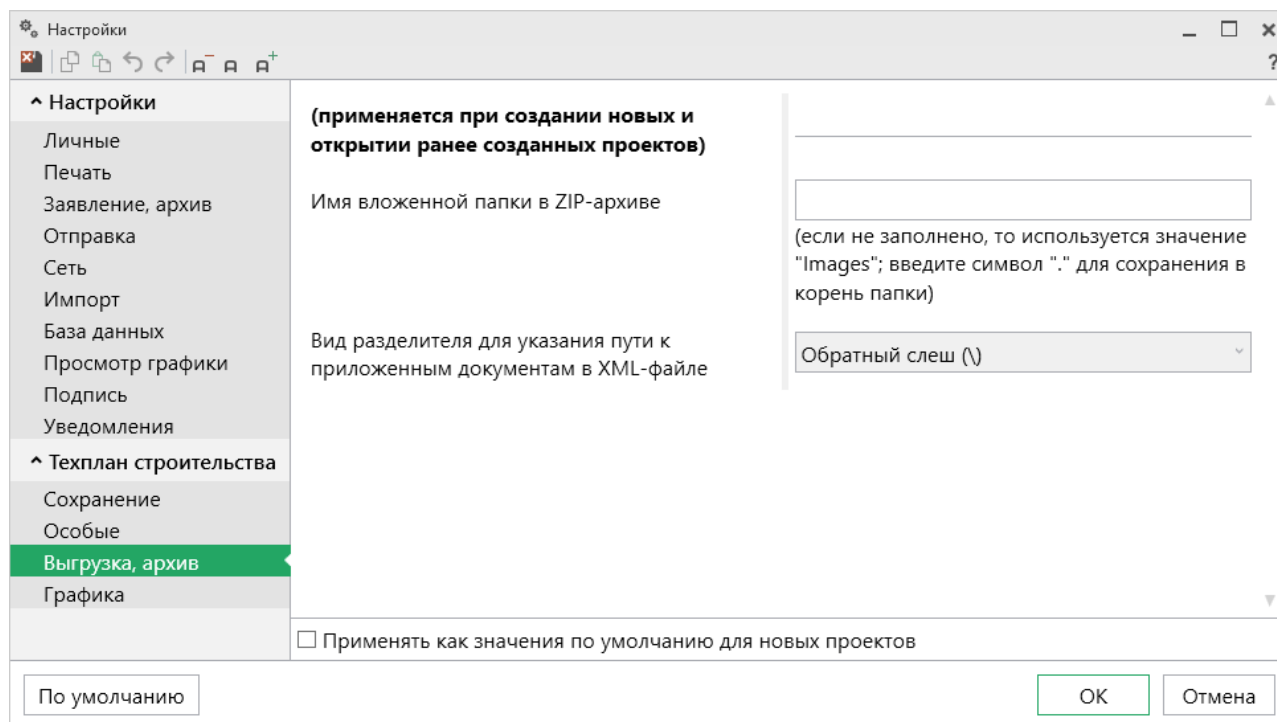 Настройки
^ Настройки
Личные
Печать
Заявление, архив
Отправка
Сеть
Импорт
База данных
Просмотр графики
Подпись
Уведомления
^ Техплан строительства
Сохранение
Особые
Выгрузка, архив
Графика
(применяется при создании новых и
открытии ранее созданных проектов)
Имя вложенной папки в ZIP-архиве
(если не заполнено, то используется значение
"Images"; введите символ "." для сохранения в
корень папки)
Вид разделителя для указания пути к
приложенным документам в XML-файле
Обратный слеш (\)
Применять как значения по умолчанию для новых проектов
По умолчанию
ОК
Отмена